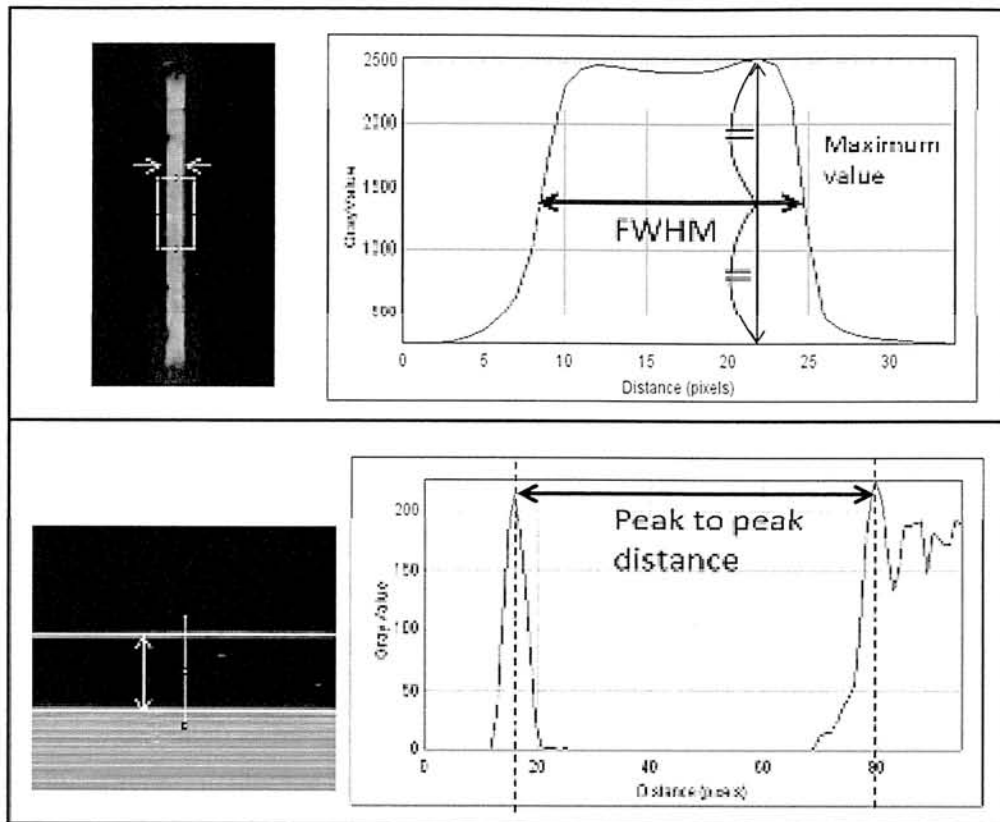 2500
2000
1500
1000
500
Gray Value
FWHM
Maximum
value
0
5
10
15
20
25
30
Distance (pixels)
200
150
100
50
0
Gray Value
Peak to peak
distance
0
20
40
60
80
Distance (pixels)